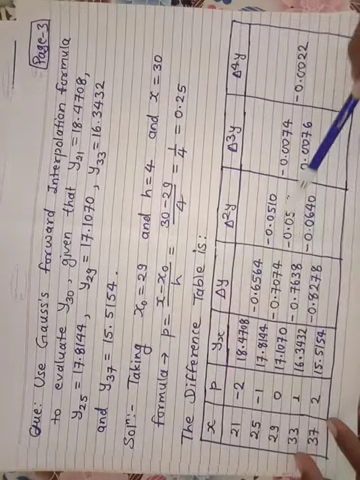 Page-3
Que: Use Gauss's forward Interpolation formula
to evaluate y30, given that y21=18.4708,
y25=17.8144, y29=17.1070, y33=16.3432
and y37=15.5154.
Soln:- Taking x0=29 and h=4 and x=30
formula → p = x-x0/h = 30-29/4 = 1/4 = 0.25
The Difference Table is:
x p yx Δy Δ2y Δ3y Δ4y
21 -2 18.4708
-0.6564
25 -1 17.8144 -0.0510
-0.7074 -0.0074
29 0 17.1070 -0.05 -0.0022
-0.7638 0.0076
33 1 16.3432 -0.0640
-0.8278
37 2 15.5154